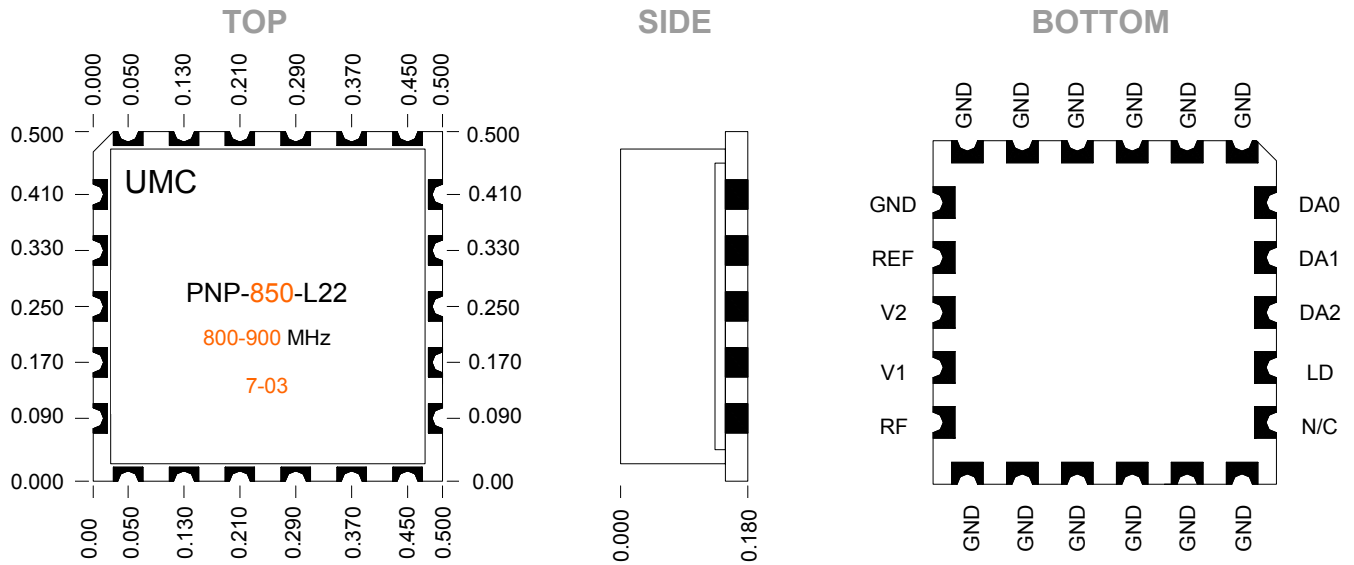 TOP
SIDE
BOTTOM
0.000
0.050
0.130
0.210
0.290
0.370
0.450
0.500
0.500
0.410
0.330
0.250
0.170
0.090
0.000
UMC
PNP-850-L22
800-900 MHz
7-03
0.500
0.410
0.330
0.250
0.170
0.090
0.00
0.00
0.050
0.130
0.210
0.290
0.370
0.450
0.500
0.000
0.180
GND
GND
GND
GND
GND
GND
GND
REF
V2
V1
RF
DA0
DA1
DA2
LD
N/C
GND
GND
GND
GND
GND
GND